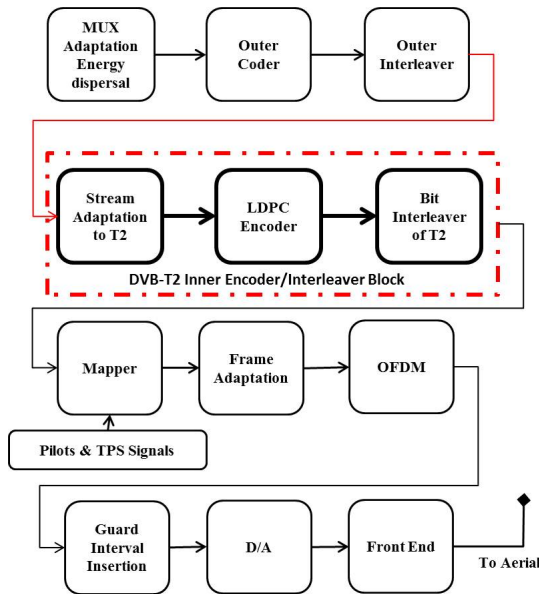 MUX
Adaptation
Energy
dispersal
Outer
Coder
Outer
Interleaver
Stream
Adaptation
to T2
LDPC
Encoder
Bit
Interleaver
of T2
DVB-T2 Inner Encoder/Interleaver Block
Mapper
Frame
Adaptation
OFDM
Pilots & TPS Signals
Guard
Interval
Insertion
D/A
Front End
To Aerial